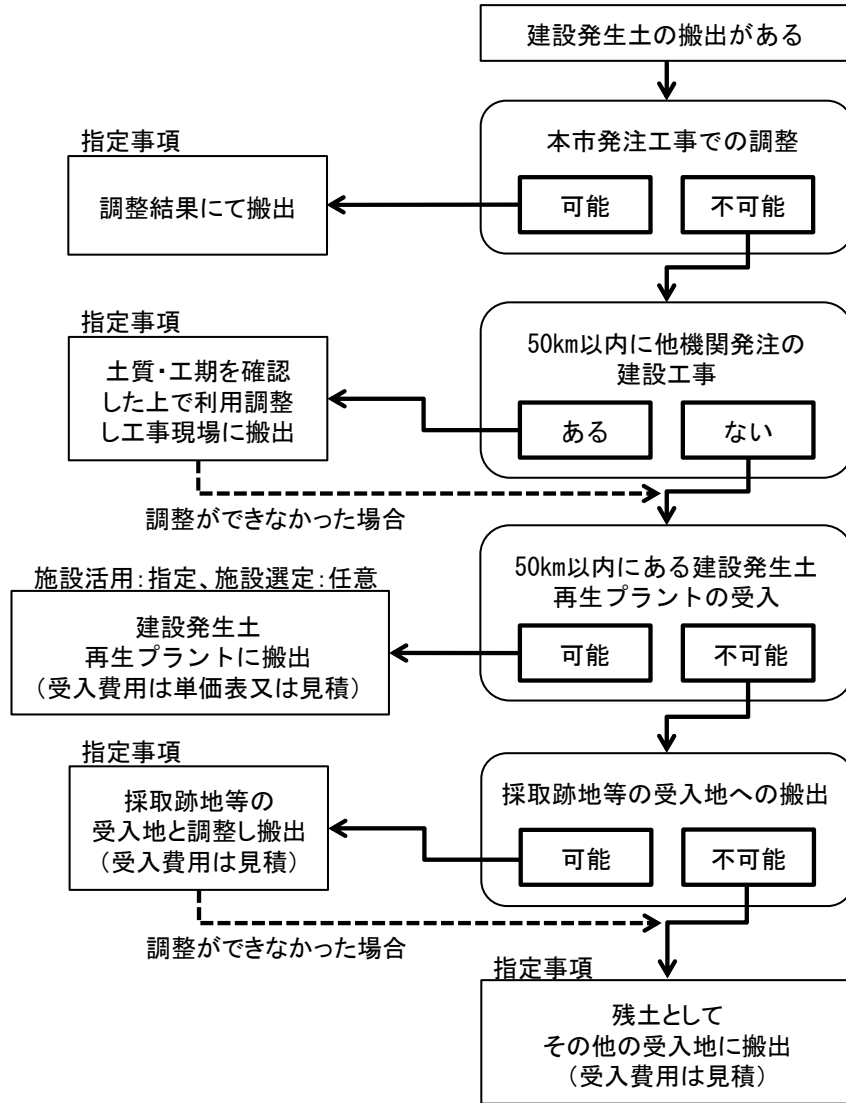 建設発生土の搬出がある
本市発注工事での調整
可能
不可能
指定事項
調整結果にて搬出
50km以内に他機関発注の
建設工事
ある
ない
指定事項
土質・工期を確認
した上で利用調整
し工事現場に搬出
調整ができなかった場合
50km以内にある建設発生土
再生プラントの受入
可能
不可能
施設活用：指定、施設選定：任意
建設発生土
再生プラントに搬出
（受入費用は単価表又は見積）
採取跡地等の受入地への搬出
可能
不可能
指定事項
採取跡地等の
受入地と調整し搬出
（受入費用は見積）
調整ができなかった場合
指定事項
残土として
その他の受入地に搬出
（受入費用は見積）